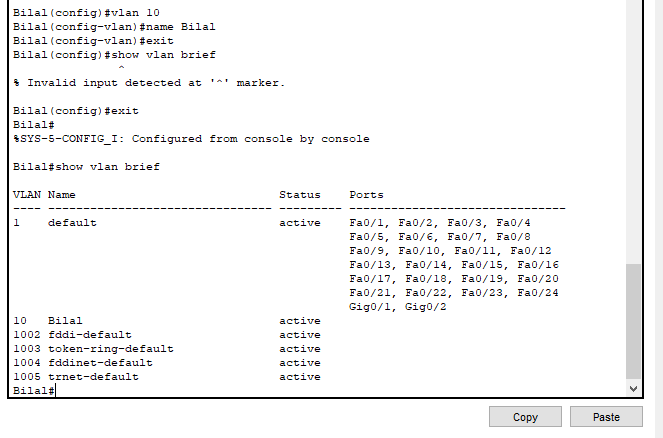 Bilal(config)#vlan 10
Bilal(config-vlan)#name Bilal
Bilal(config-vlan)#exit
Bilal(config)#show vlan brief
^
% Invalid input detected at '^' marker.
Bilal(config)#exit
Bilal#
%SYS-5-CONFIG_I: Configured from console by console
Bilal#show vlan brief
VLAN Name                             Status    Ports
---- -------------------------------- --------- -------------------------------
1    default                          active    Fa0/1, Fa0/2, Fa0/3, Fa0/4
                                                Fa0/5, Fa0/6, Fa0/7, Fa0/8
                                                Fa0/9, Fa0/10, Fa0/11, Fa0/12
                                                Fa0/13, Fa0/14, Fa0/15, Fa0/16
                                                Fa0/17, Fa0/18, Fa0/19, Fa0/20
                                                Fa0/21, Fa0/22, Fa0/23, Fa0/24
                                                Gig0/1, Gig0/2
10   Bilal                            active
1002 fddi-default                     active
1003 token-ring-default               active
1004 fddinet-default                  active
1005 trnet-default                    active
Bilal#
Copy Paste